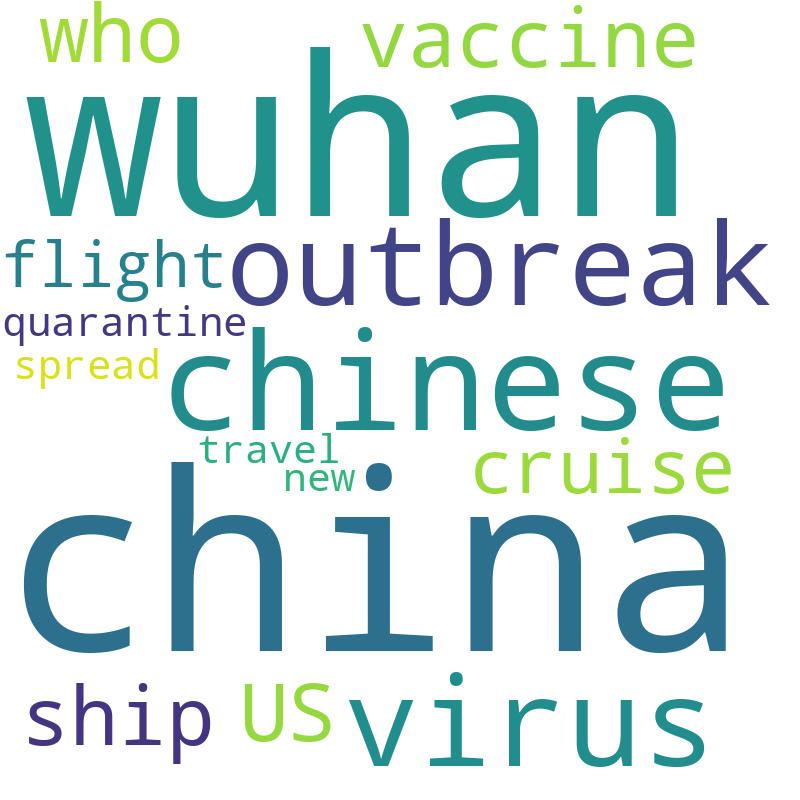 who vaccine
wuhan
flight outbreak
quarantine
spread chinese
travel cruise
new
china
ship US virus